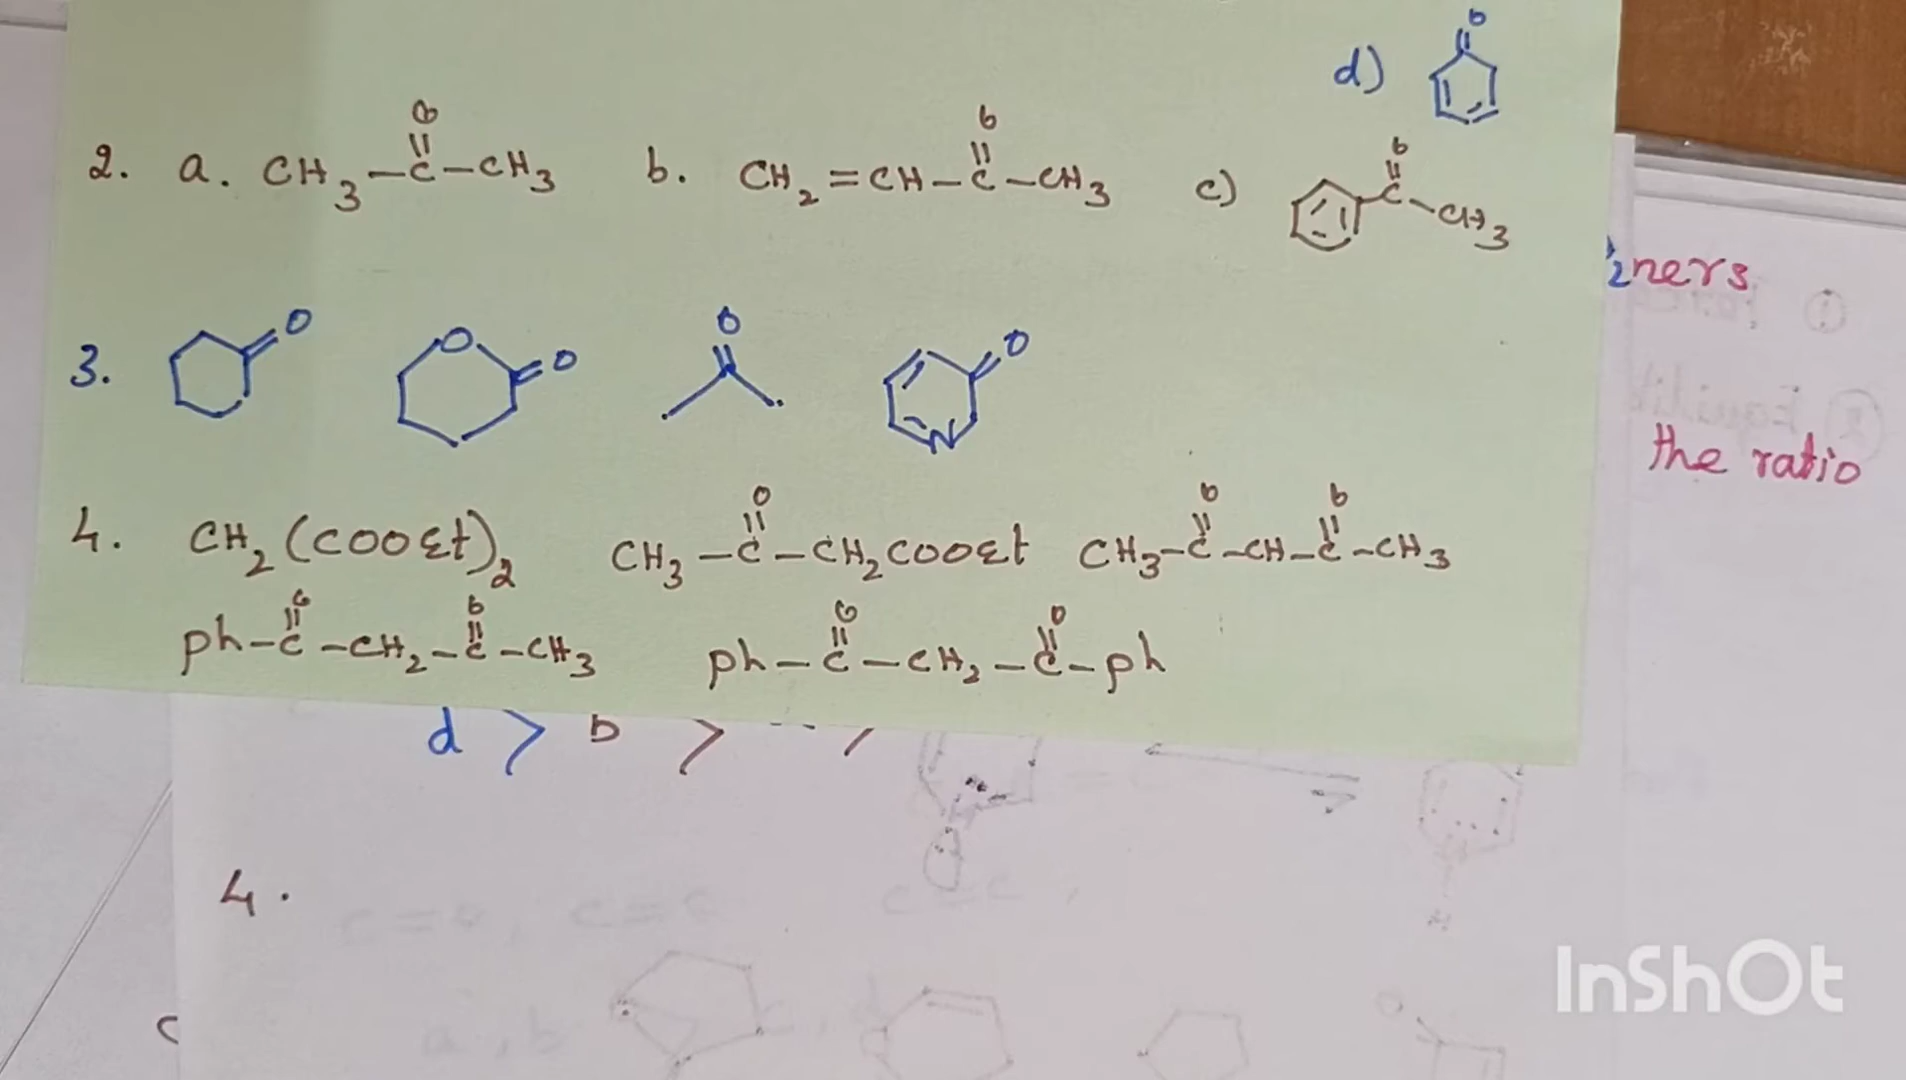 d)
O
2. a. CH3-C-CH3 b. CH2=CH-C-CH3 c) C-CH3
O O O
3. O O O O O N
4. CH2(COOEt)2 CH3-C-CH2COOEt CH3-C-CH-C-CH3
O O O
ph-C-CH2-C-CH3 ph-C-CH2-C-ph
O O O O
the ratio
d > b >
4.
InShOt